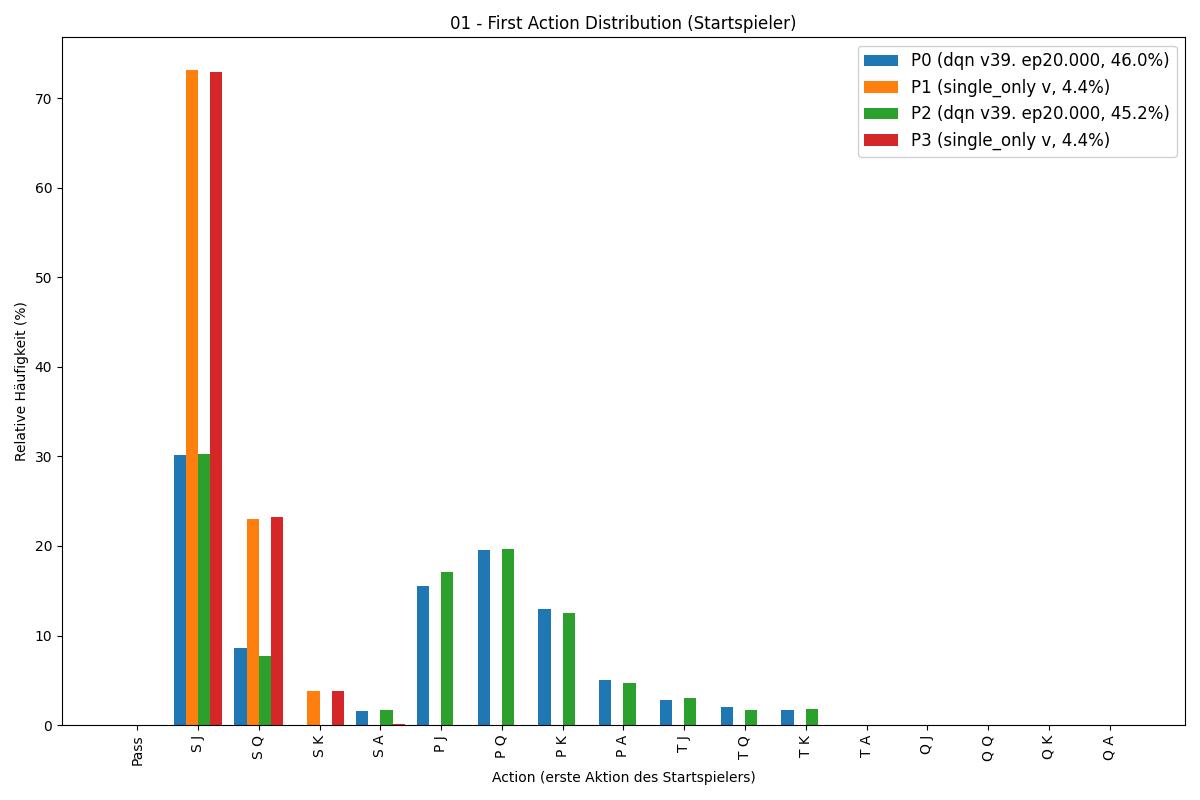 01 - First Action Distribution (Startspieler)
P0 (dqn v39. ep20.000, 46.0%)
P1 (single_only v, 4.4%)
P2 (dqn v39. ep20.000, 45.2%)
P3 (single_only v, 4.4%)
Relative Häufigkeit (%)
70
60
50
40
30
20
10
0
Pass
S J
S Q
S K
S A
P J
P Q
P K
P A
T J
T Q
T K
T A
Q J
Q Q
Q K
Q A
Action (erste Aktion des Startspielers)